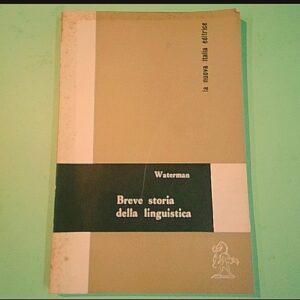 la nuova italia editrice
Waterman
Breve storia
della linguistica